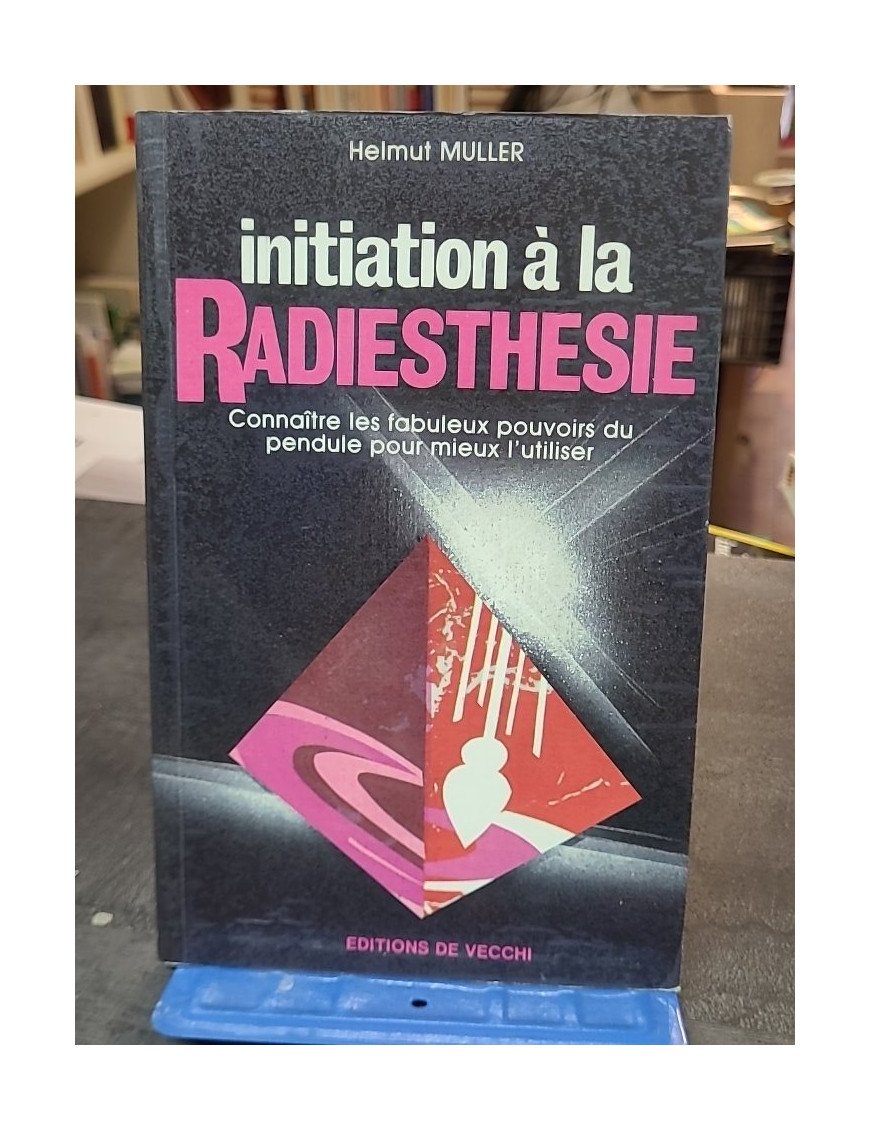 Helmut MULLER
initiation à la
RADIESTHESIE
Connaître les fabuleux pouvoirs du
pendule pour mieux l'utiliser
EDITIONS DE VECCHI